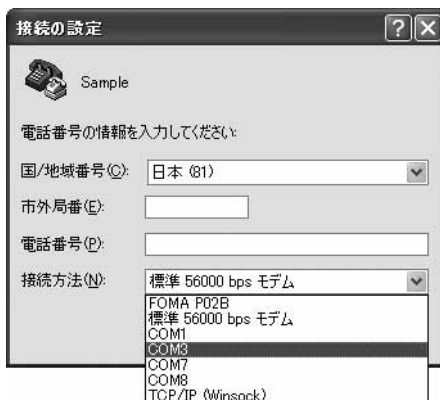 接続の設定
Sample
電話番号の情報を入力してください:
国/地域番号(C): 日本 (81)
市外局番(E):
電話番号(P):
接続方法(N): 標準 56000 bps モデム
FOMA P02B
標準 56000 bps モデム
COM1
COM3
COM7
COM8
TCP/IP (Winsock)